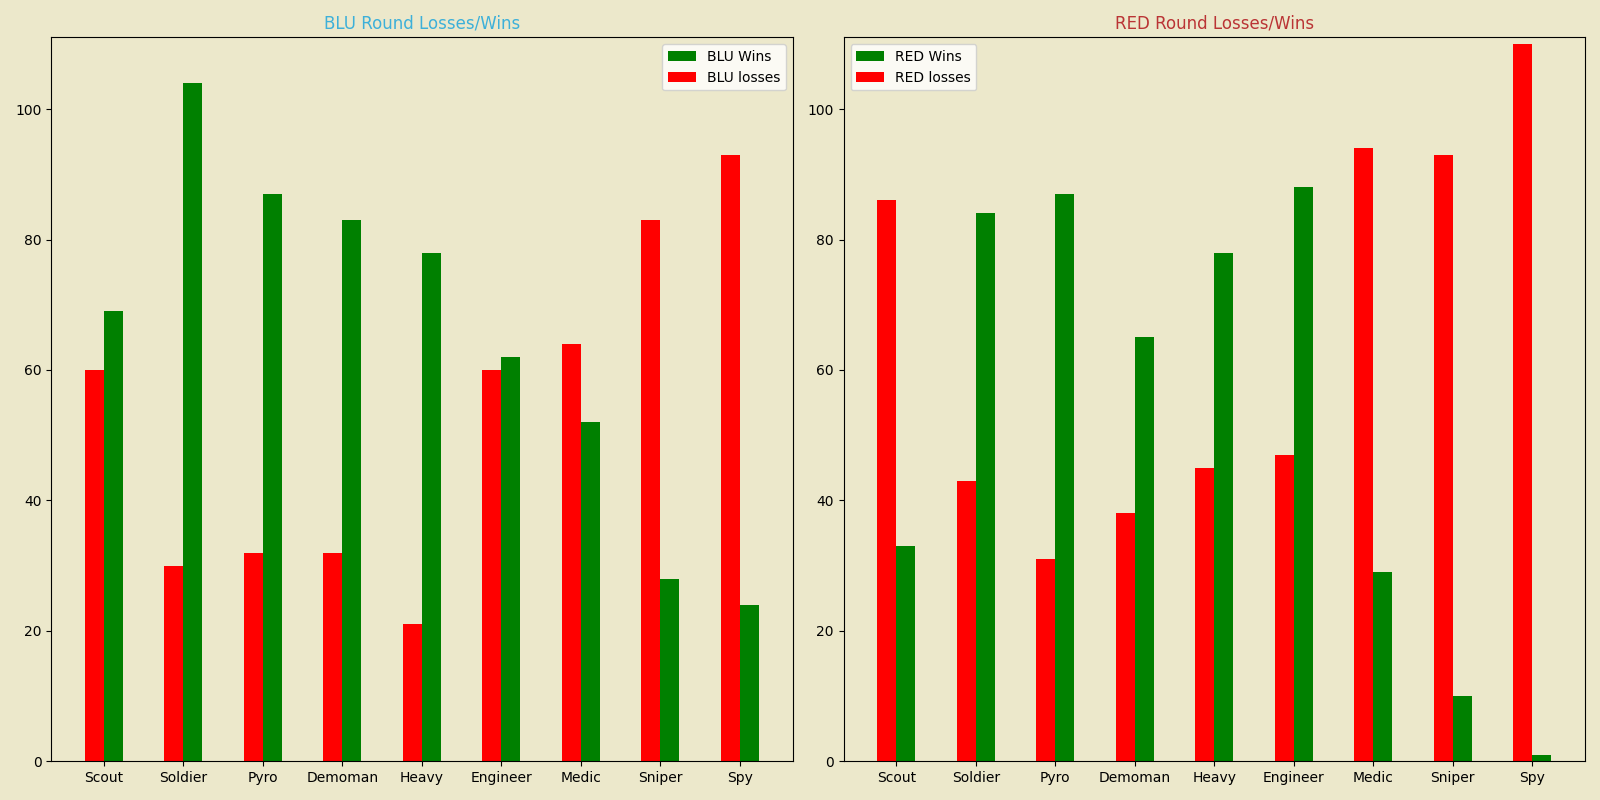 BLU Round Losses/Wins
BLU Wins
BLU losses
100
80
60
40
20
0
Scout Soldier Pyro Demoman Heavy Engineer Medic Sniper Spy
RED Round Losses/Wins
RED Wins
RED losses
100
80
60
40
20
0
Scout Soldier Pyro Demoman Heavy Engineer Medic Sniper Spy